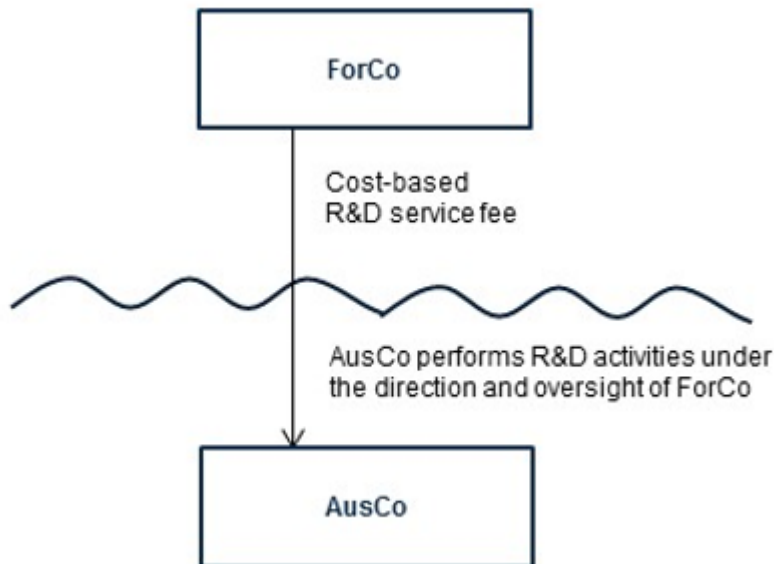 ForCo
Cost-based
R&D service fee
AusCo performs R&D activities under
the direction and oversight of ForCo
AusCo